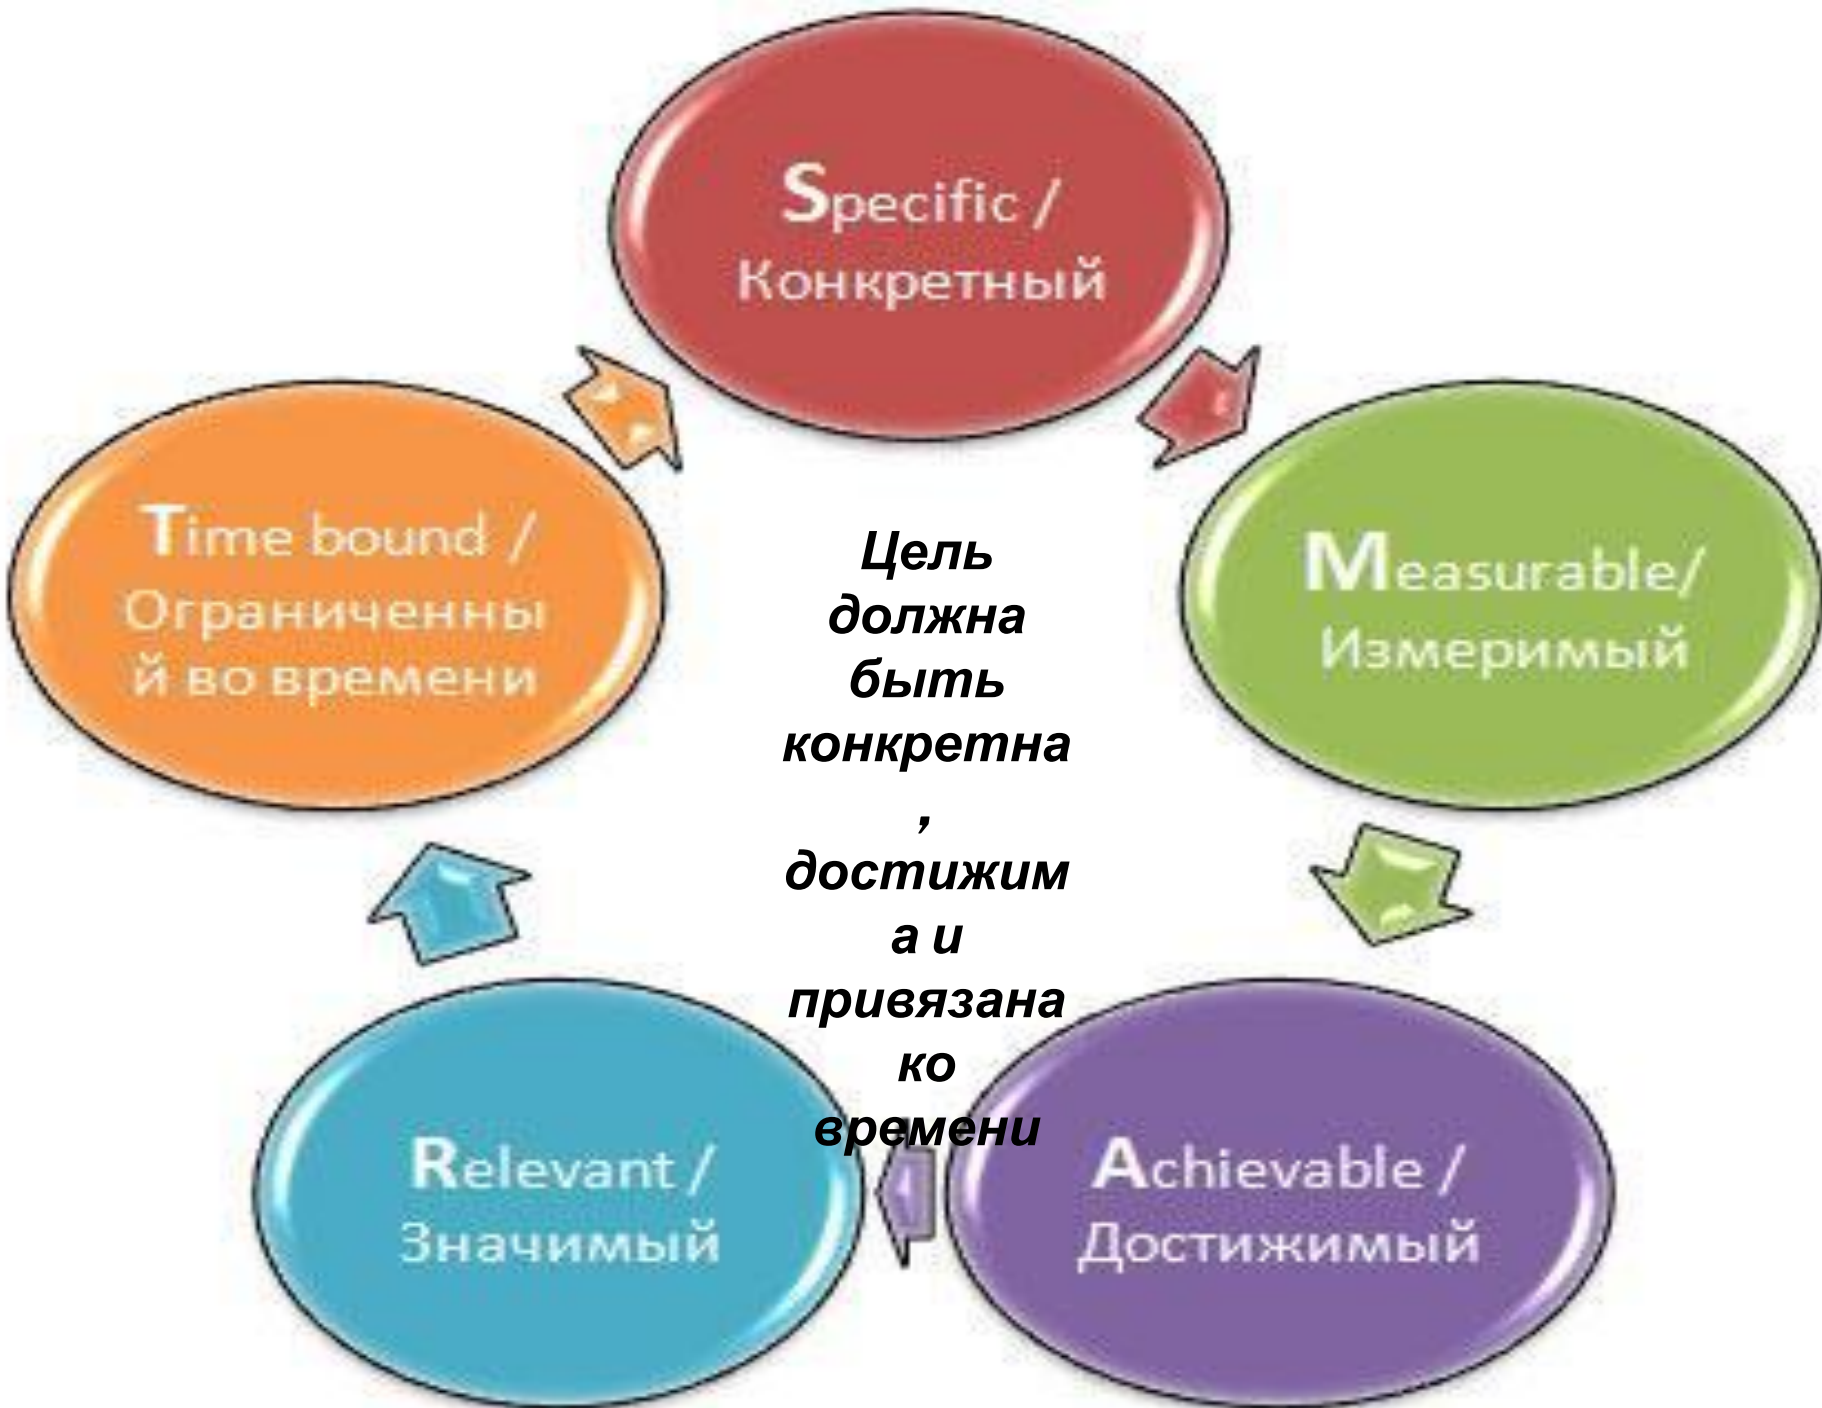 Specific /
Конкретный
Measurable/
Измеримый
Achievable /
Достижимый
Relevant /
Значимый
Time bound /
Ограниченны
й во времени
Цель
должна
быть
конкретна
,
достижим
а и
привязана
ко
времени